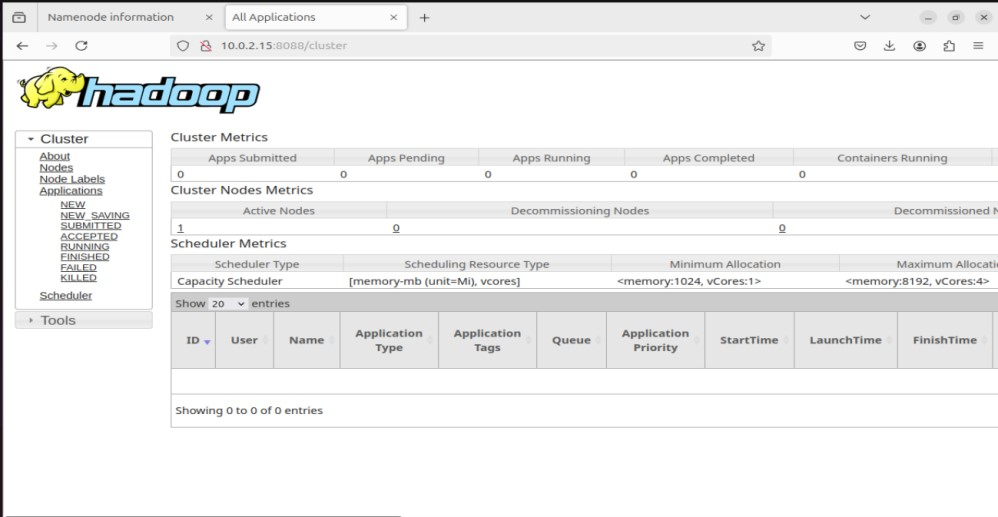 Namenode information
All Applications
10.0.2.15:8088/cluster
hadoop
Cluster
About
Nodes
Node Labels
Applications
NEW
NEW_SAVING
SUBMITTED
ACCEPTED
RUNNING
FINISHED
FAILED
KILLED
Scheduler
Tools
Cluster Metrics
Apps Submitted Apps Pending Apps Running Apps Completed Containers Running
0 0 0 0 0
Cluster Nodes Metrics
Active Nodes Decommissioning Nodes Decommissioned N
1 0 0
Scheduler Metrics
Scheduler Type Scheduling Resource Type Minimum Allocation Maximum Allocati
Capacity Scheduler [memory-mb (unit=Mi), vcores] <memory:1024, vCores:1> <memory:8192, vCores:4>
Show 20 entries
ID User Name Application Type Application Tags Queue Application Priority StartTime LaunchTime FinishTime
Showing 0 to 0 of 0 entries